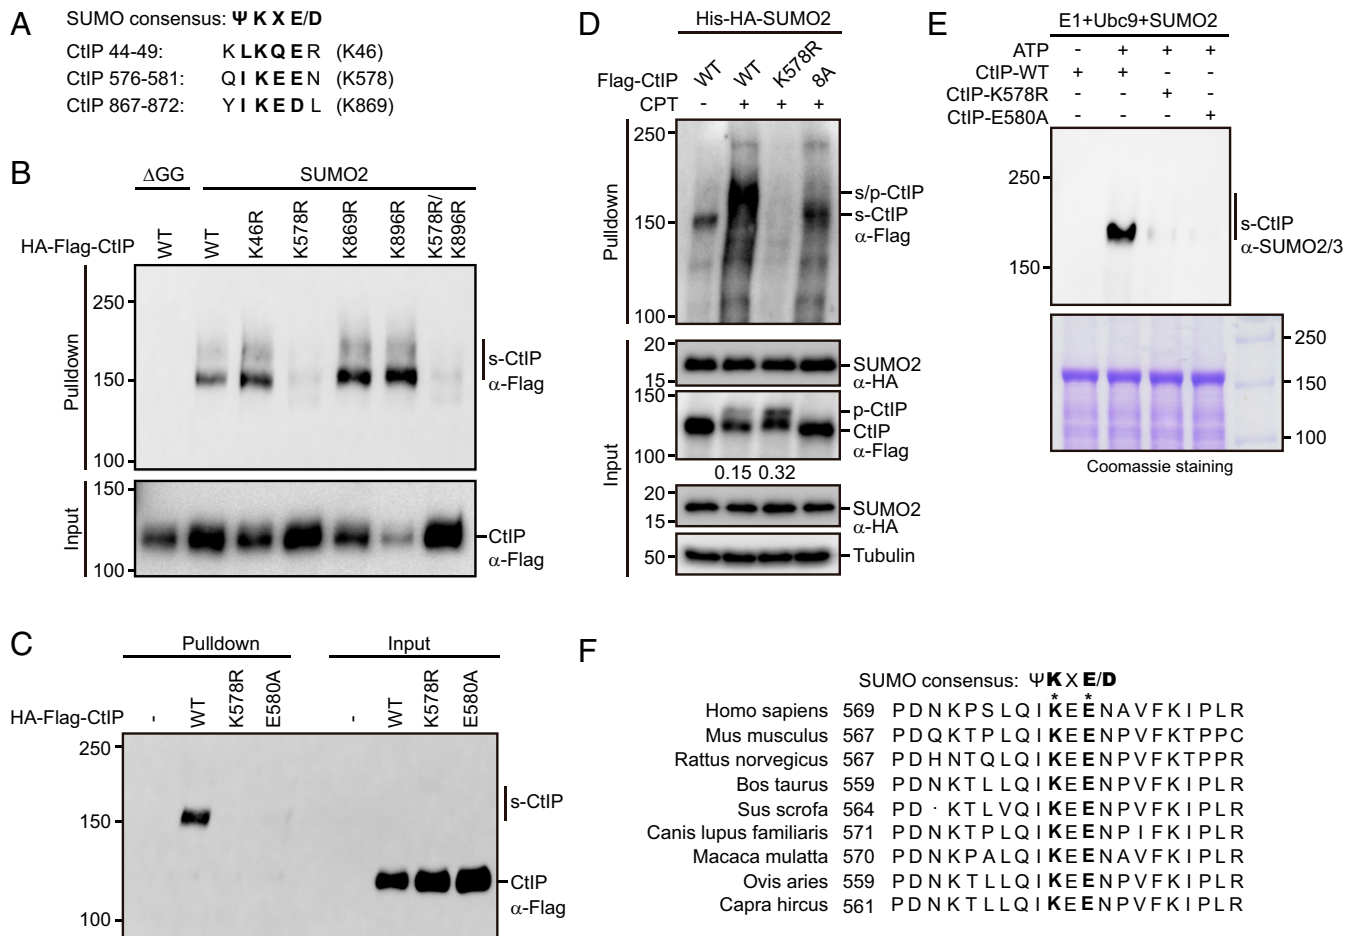 A
SUMO consensus: Ψ K X E/D
CtIP 44-49: K L K Q E R (K46)
CtIP 576-581: Q I K E E N (K578)
CtIP 867-872: Y I K E D L (K869)
B
ΔGG SUMO2
HA-Flag-CtIP WT WT K46R K578R K869R K896R K578R/K896R
Pulldown
250
150
100
s-CtIP
α-Flag
Input
150
100
CtIP
α-Flag
C
Pulldown Input
HA-Flag-CtIP - WT K578R E580A - WT K578R E580A
250
150
100
s-CtIP
CtIP
α-Flag
D
His-HA-SUMO2
Flag-CtIP WT WT K578R 8A
CPT - + + +
Pulldown
250
150
100
s/p-CtIP
s-CtIP
α-Flag
20
15
SUMO2
α-HA
Input
150
100
p-CtIP
CtIP
α-Flag
0.15 0.32
20
15
SUMO2
α-HA
50
Tubulin
E
E1+Ubc9+SUMO2
ATP - + + +
CtIP-WT + + - -
CtIP-K578R - - + -
CtIP-E580A - - - +
250
150
s-CtIP
α-SUMO2/3
250
150
100
Coomassie staining
F
SUMO consensus: Ψ K X E/D
* *
Homo sapiens 569 P D N K P S L Q I K E E N A V F K I P L R
Mus musculus 567 P D Q K T P L Q I K E E N P V F K T P P C
Rattus norvegicus 567 P D H N T Q L Q I K E E N P V F K T P P R
Bos taurus 559 P D N K T L L Q I K E E N P V F K I P L R
Sus scrofa 564 P D · K T L V Q I K E E N P V F K I P L R
Canis lupus familiaris 571 P D N K T P L Q I K E E N P I F K I P L R
Macaca mulatta 570 P D N K P A L Q I K E E N A V F K I P L R
Ovis aries 559 P D N K T L L Q I K E E N P V F K I P L R
Capra hircus 561 P D N K T L L Q I K E E N P V F K I P L R